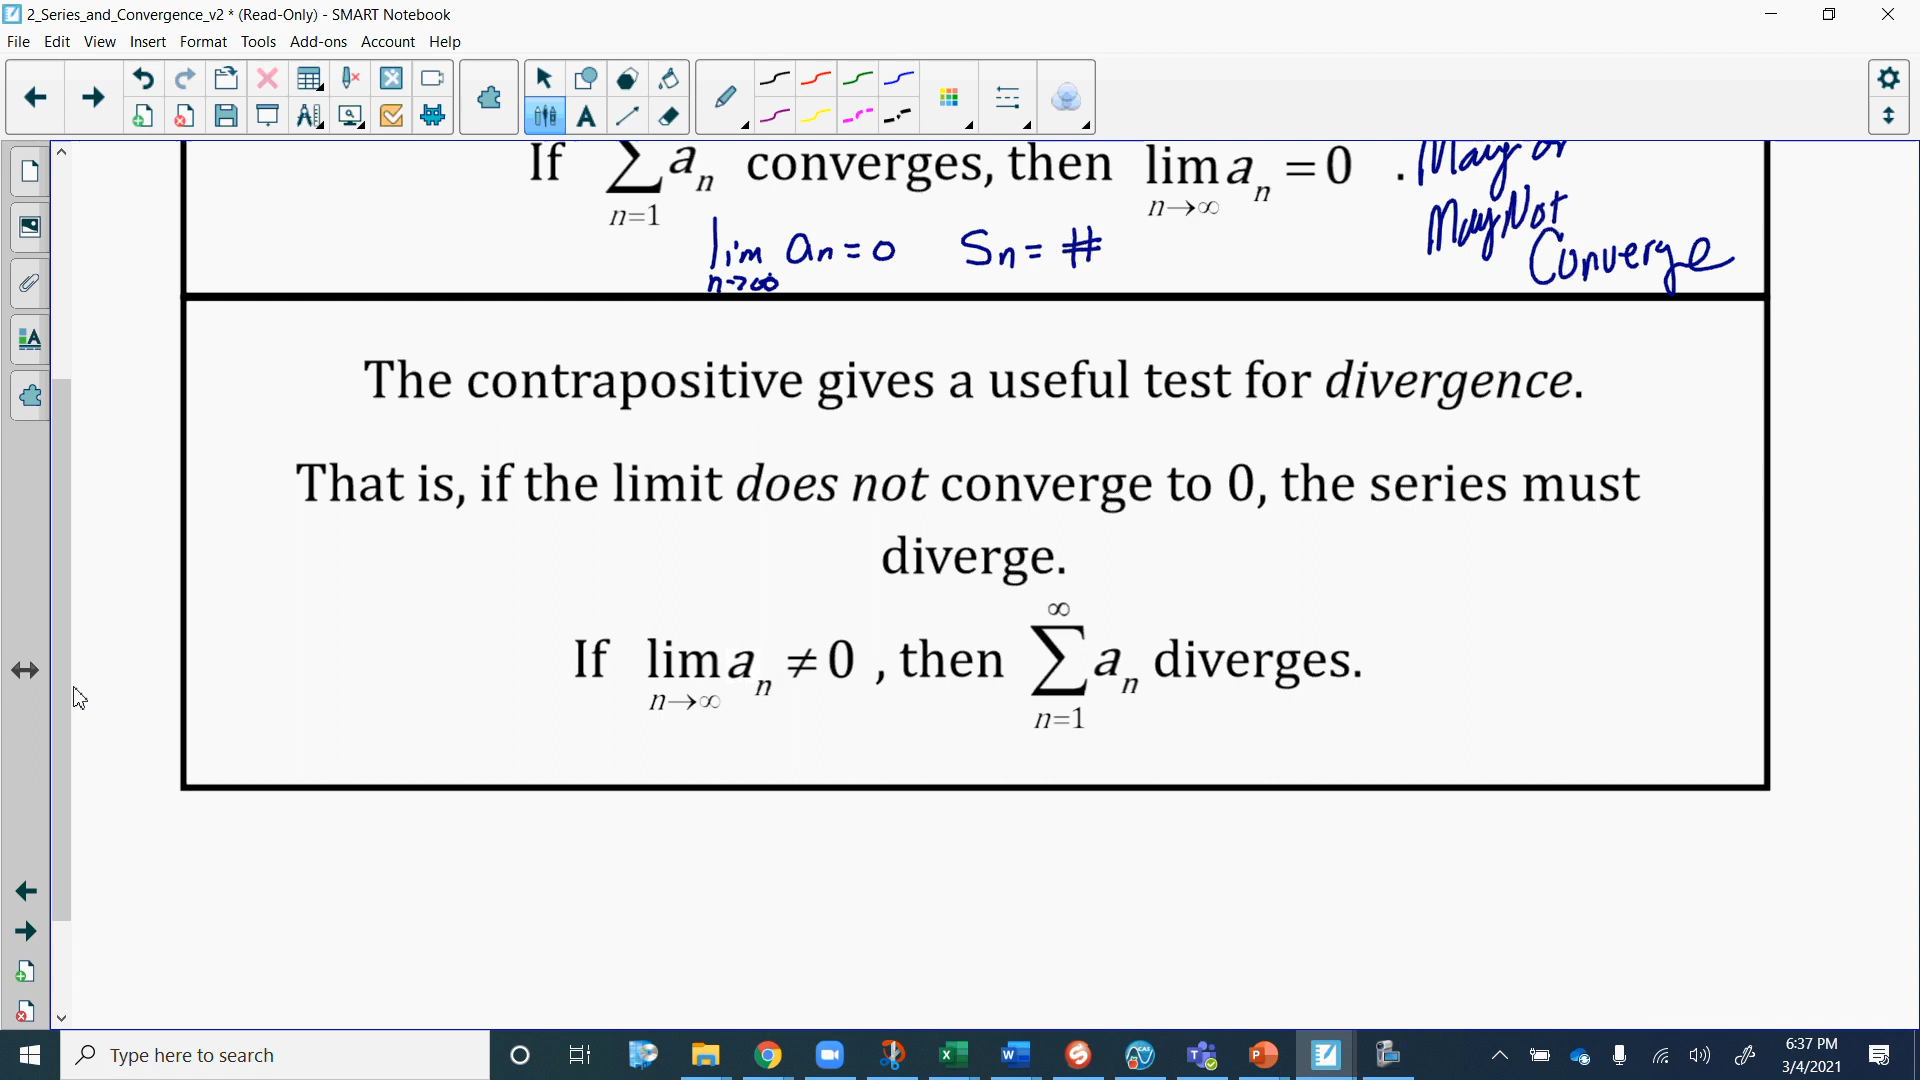 2_Series_and_Convergence_v2 * (Read-Only) - SMART Notebook
File Edit View Insert Format Tools Add-ons Account Help
If ∑ aₙ converges, then lim aₙ = 0 . May or
n=1 n→∞ May Not
lim aₙ = 0 Sₙ = # Converge
n→∞
The contrapositive gives a useful test for divergence.
That is, if the limit does not converge to 0, the series must
diverge.
∞
If lim aₙ ≠ 0 , then ∑ aₙ diverges.
n→∞ n=1
Type here to search
6:37 PM
3/4/2021